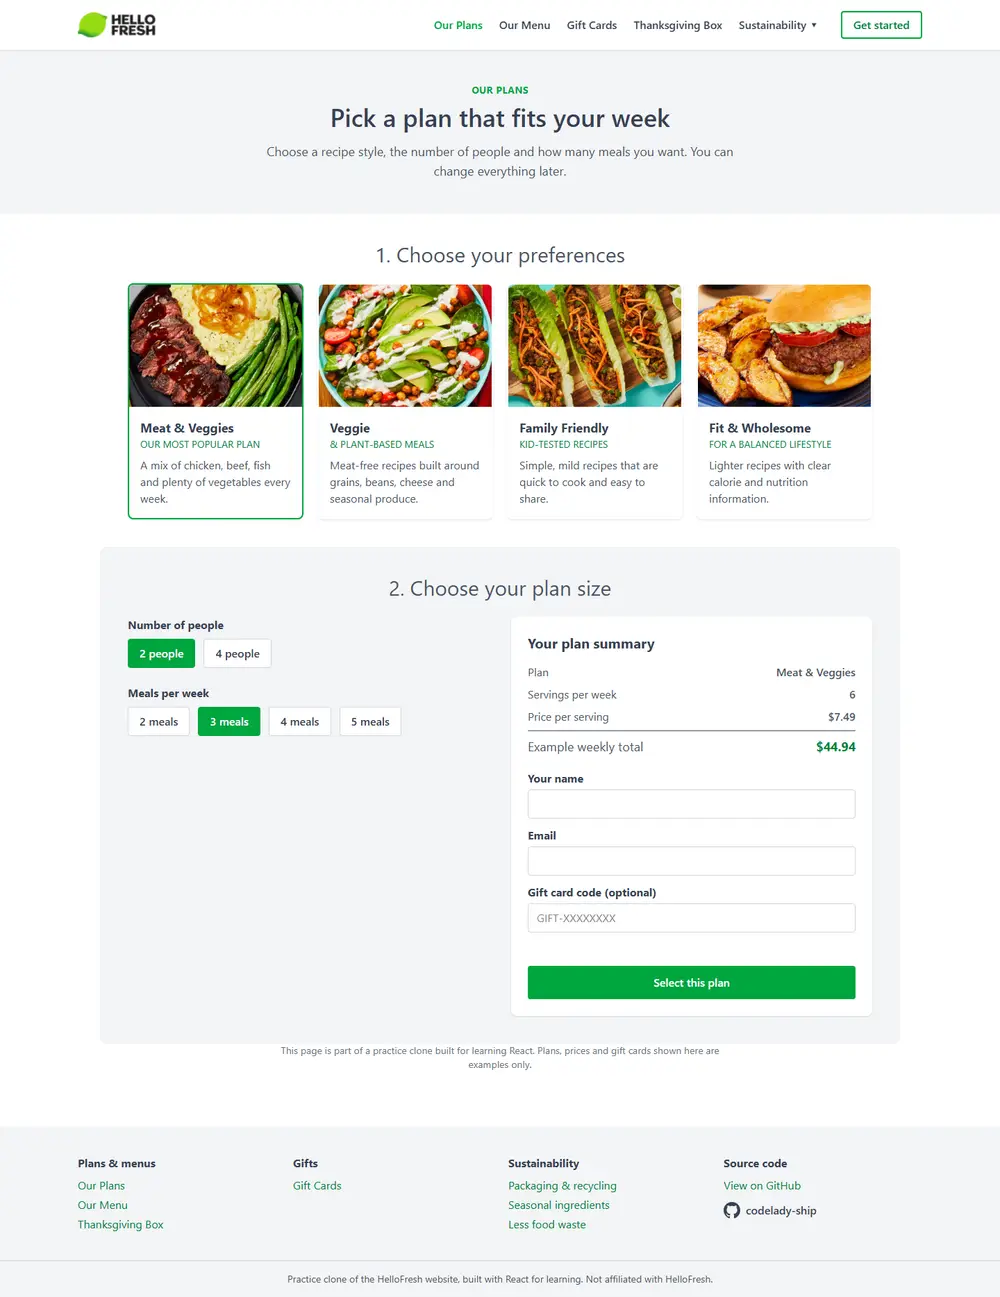 HELLO
FRESH
Our Plans
Our Menu
Gift Cards
Thanksgiving Box
Sustainability ▼
Get started
OUR PLANS
Pick a plan that fits your week
Choose a recipe style, the number of people and how many meals you want. You can
change everything later.
1. Choose your preferences
Meat & Veggies
OUR MOST POPULAR PLAN
A mix of chicken, beef, fish
and plenty of vegetables every
week.
Veggie
& PLANT-BASED MEALS
Meat-free recipes built around
grains, beans, cheese and
seasonal produce.
Family Friendly
KID-TESTED RECIPES
Simple, mild recipes that are
quick to cook and easy to
share.
Fit & Wholesome
FOR A BALANCED LIFESTYLE
Lighter recipes with clear
calorie and nutrition
information.
2. Choose your plan size
Number of people
2 people
4 people
Meals per week
2 meals
3 meals
4 meals
5 meals
Your plan summary
Plan Meat & Veggies
Servings per week 6
Price per serving $7.49
Example weekly total $44.94
Your name
Email
Gift card code (optional)
GIFT-XXXXXXXX
Select this plan
This page is part of a practice clone built for learning React. Plans, prices and gift cards shown here are
examples only.
Plans & menus
Our Plans
Our Menu
Thanksgiving Box
Gifts
Gift Cards
Sustainability
Packaging & recycling
Seasonal ingredients
Less food waste
Source code
View on GitHub
codelady-ship
Practice clone of the HelloFresh website, built with React for learning. Not affiliated with HelloFresh.